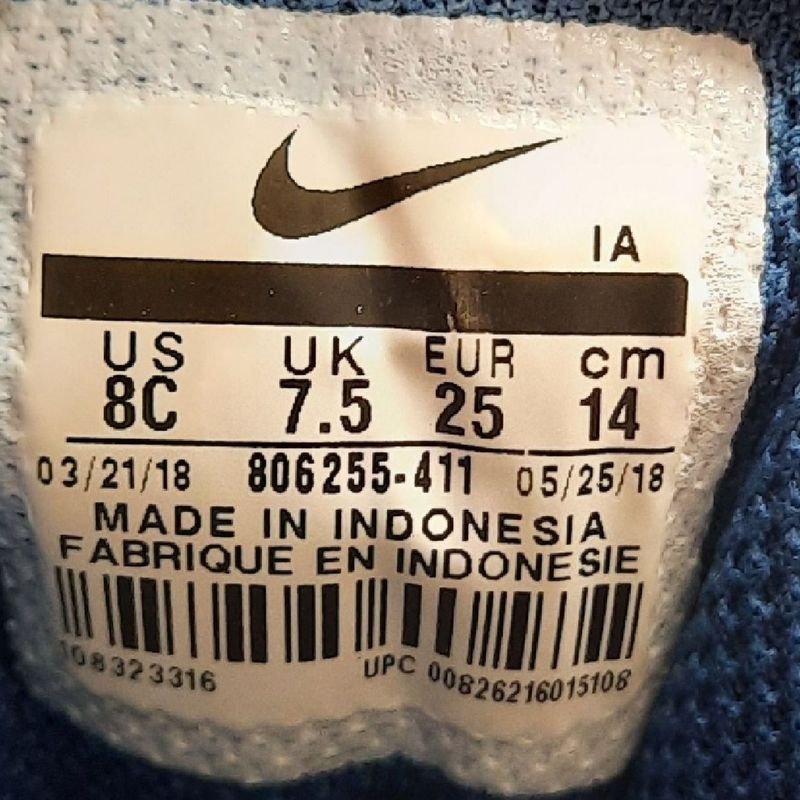 IA
US UK EUR cm
8C 7.5 25 14
03/21/18 806255-411 05/25/18
MADE IN INDONESIA
FABRIQUE EN INDONESIE
108323316 UPC 00826216015108